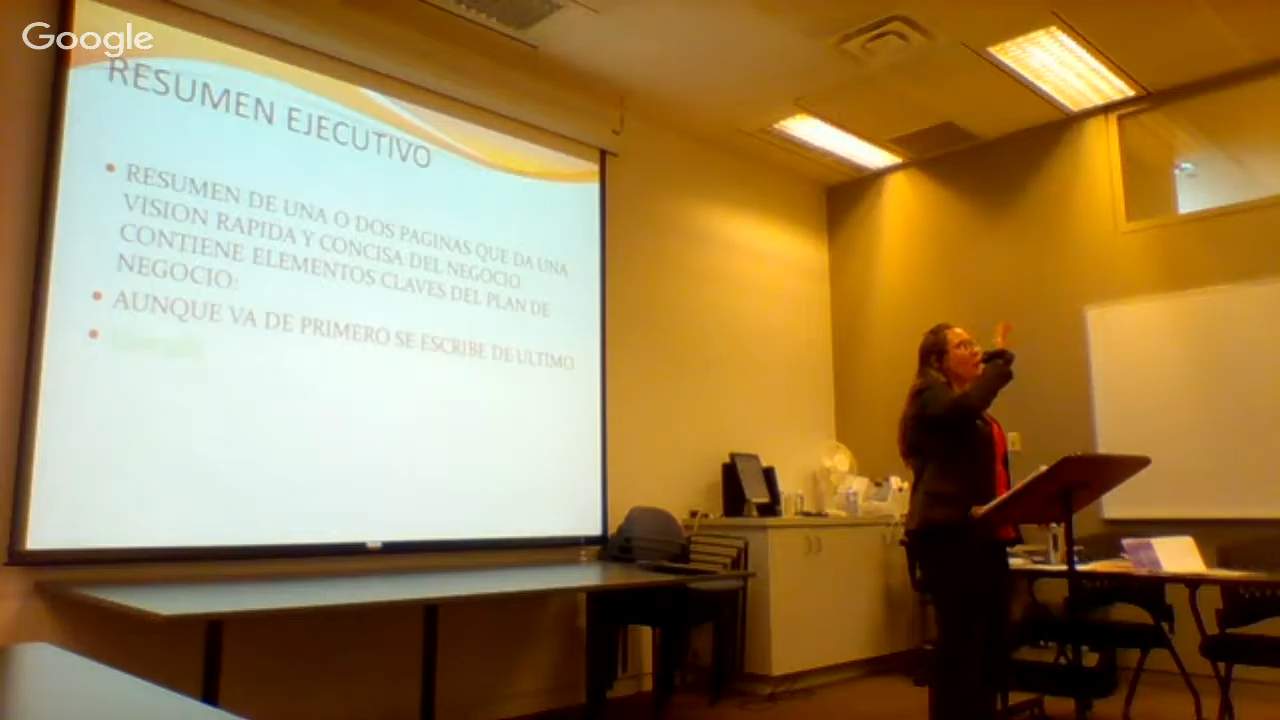 Google
RESUMEN EJECUTIVO
RESUMEN DE UNA O DOS PAGINAS QUE DA UNA
VISION RAPIDA Y CONCISA DEL NEGOCIO
CONTIENE ELEMENTOS CLAVES DEL PLAN DE
NEGOCIO:
AUNQUE VA DE PRIMERO SE ESCRIBE DE ULTIMO